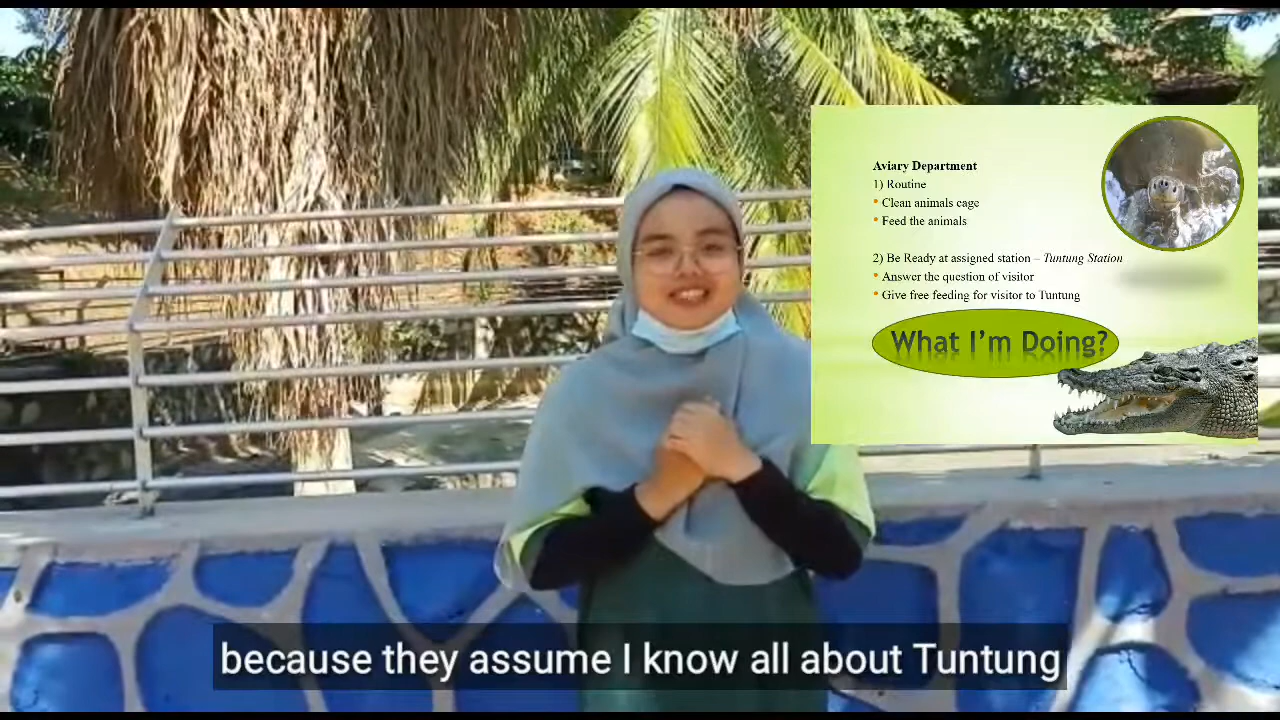 Aviary Department
1) Routine
• Clean animals cage
• Feed the animals
2) Be Ready at assigned station – Tuntung Station
• Answer the question of visitor
• Give free feeding for visitor to Tuntung
What I'm Doing?
because they assume I know all about Tuntung